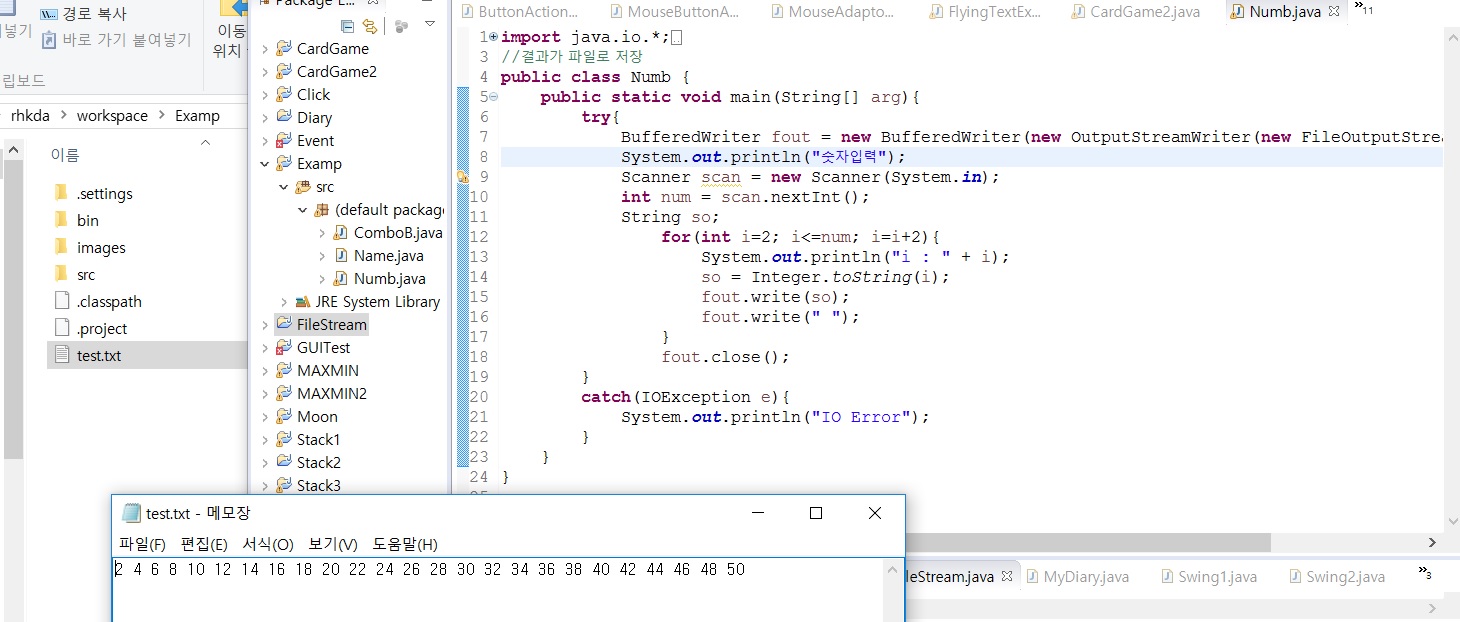 경로 복사
바로 가기 붙여넣기
이동
위치
rhkda > workspace > Examp
이름
.settings
bin
images
src
.classpath
.project
test.txt
CardGame
CardGame2
Click
Diary
Event
Examp
src
(default package
ComboB.java
Name.java
Numb.java
JRE System Library
FileStream
GUITest
MAXMIN
MAXMIN2
Moon
Stack1
Stack2
Stack3
ButtonAction... MouseButtonA... MouseAdapto... FlyingTextEx... CardGame2.java Numb.java »11
1 import java.io.*;
3 //결과가 파일로 저장
4 public class Numb {
5 public static void main(String[] arg){
6 try{
7 BufferedWriter fout = new BufferedWriter(new OutputStreamWriter(new FileOutputStrea
8 System.out.println("숫자입력");
9 Scanner scan = new Scanner(System.in);
10 int num = scan.nextInt();
11 String so;
12 for(int i=2; i<=num; i=i+2){
13 System.out.println("i : " + i);
14 so = Integer.toString(i);
15 fout.write(so);
16 fout.write(" ");
17 }
18 fout.close();
19 }
20 catch(IOException e){
21 System.out.println("IO Error");
22 }
23 }
24 }
test.txt - 메모장
파일(F) 편집(E) 서식(O) 보기(V) 도움말(H)
2 4 6 8 10 12 14 16 18 20 22 24 26 28 30 32 34 36 38 40 42 44 46 48 50
leStream.java MyDiary.java Swing1.java Swing2.java »3